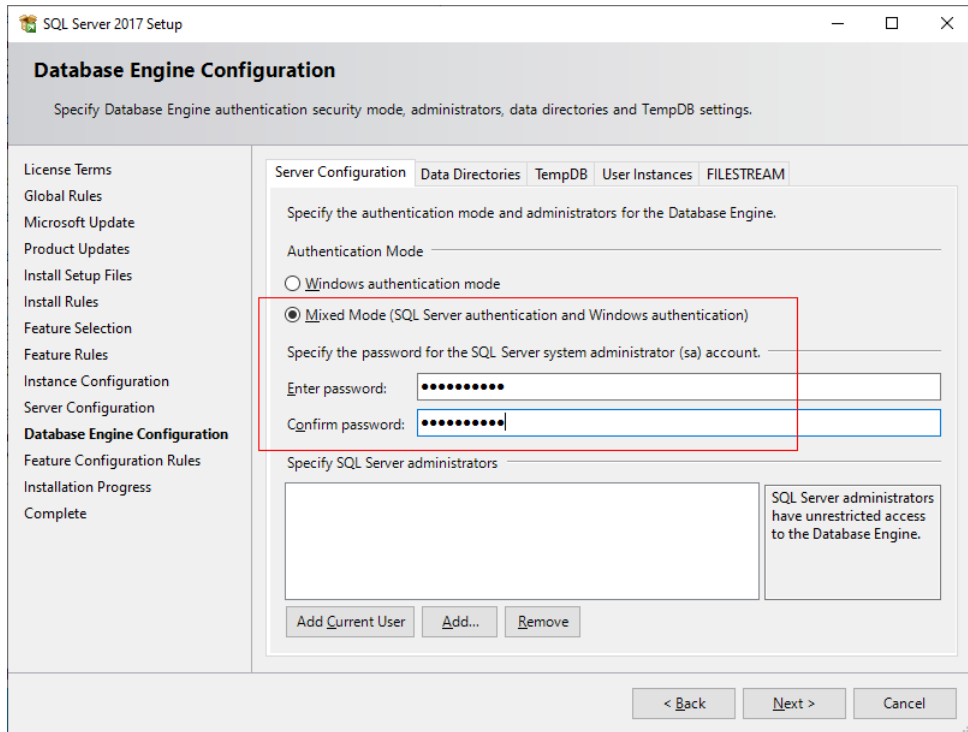 SQL Server 2017 Setup
Database Engine Configuration
Specify Database Engine authentication security mode, administrators, data directories and TempDB settings.
License Terms
Global Rules
Microsoft Update
Product Updates
Install Setup Files
Install Rules
Feature Selection
Feature Rules
Instance Configuration
Server Configuration
Database Engine Configuration
Feature Configuration Rules
Installation Progress
Complete
Server Configuration Data Directories TempDB User Instances FILESTREAM
Specify the authentication mode and administrators for the Database Engine.
Authentication Mode
Windows authentication mode
Mixed Mode (SQL Server authentication and Windows authentication)
Specify the password for the SQL Server system administrator (sa) account.
Enter password: ●●●●●●●●●●
Confirm password: ●●●●●●●●●●
Specify SQL Server administrators
SQL Server administrators
have unrestricted access
to the Database Engine.
Add Current User Add... Remove
< Back Next > Cancel